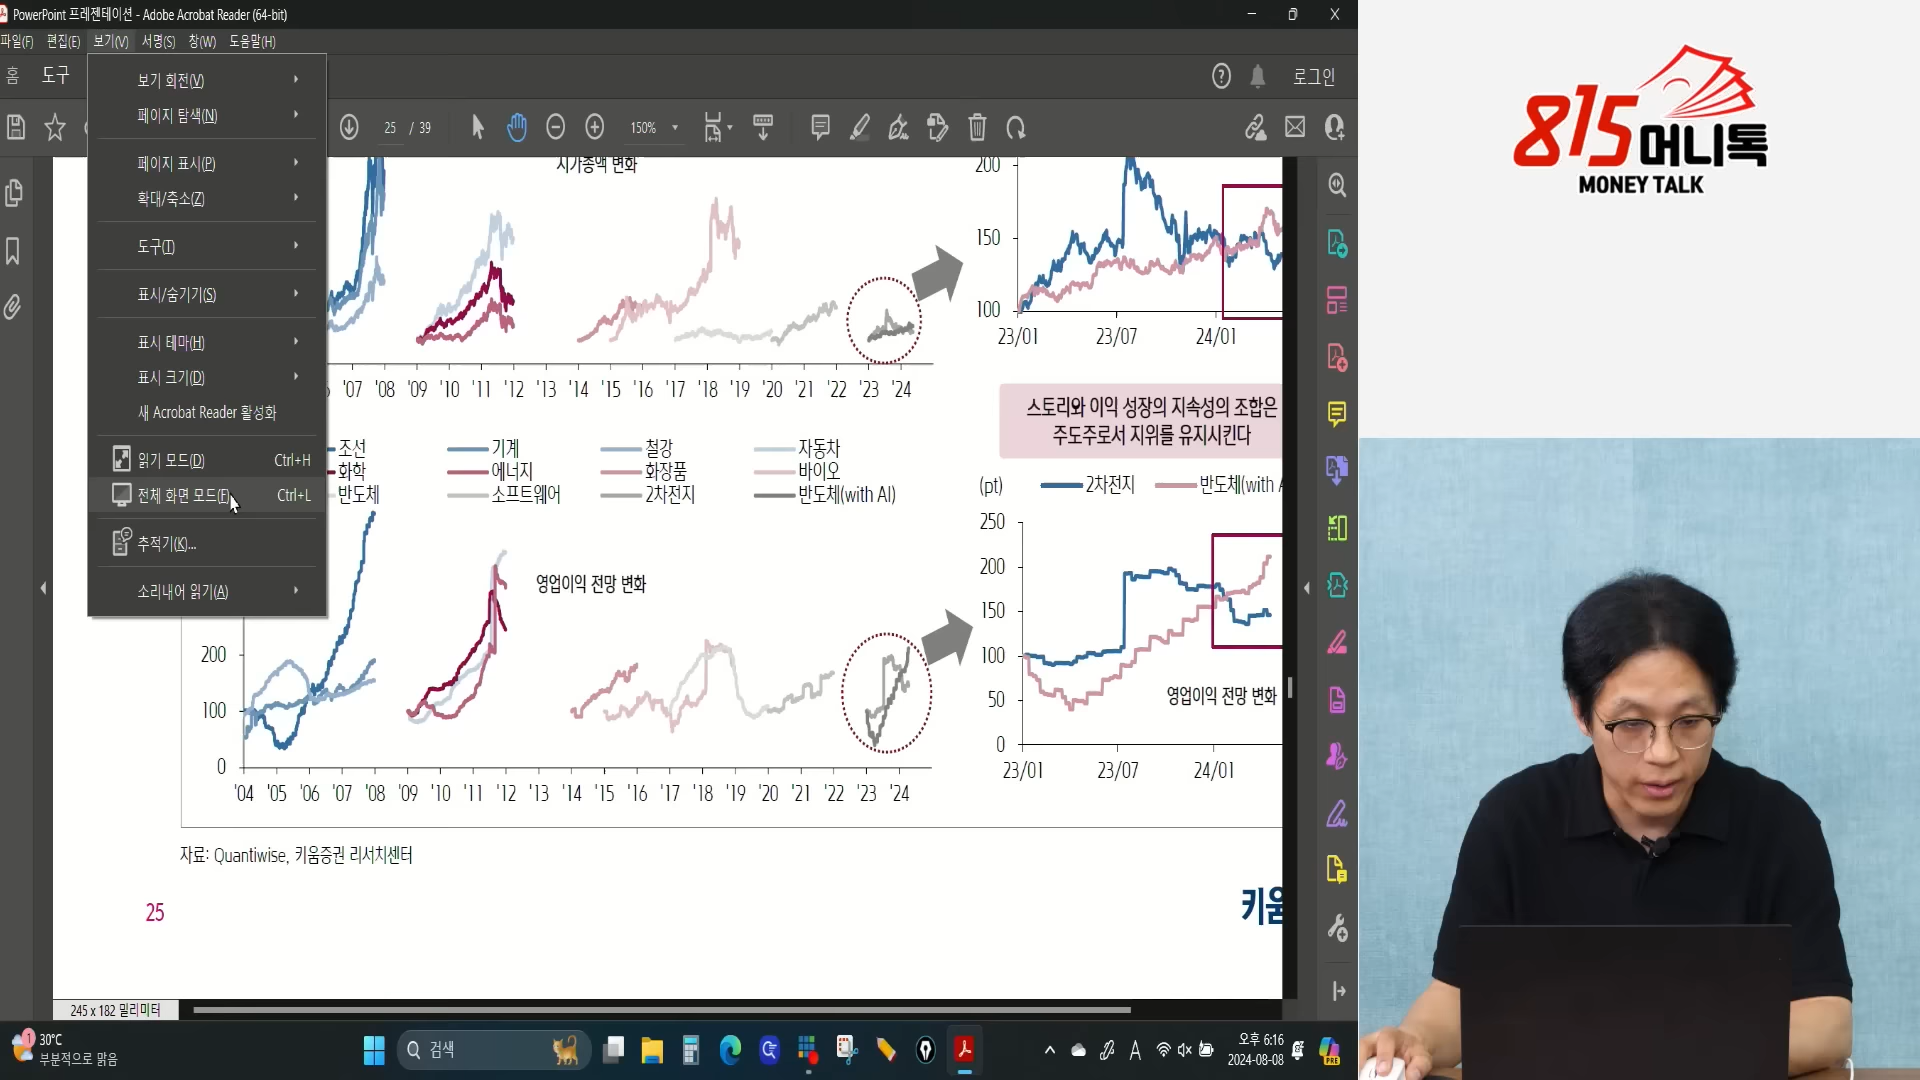 PowerPoint 프레젠테이션 - Adobe Acrobat Reader (64-bit)
파일(F) 편집(E) 보기(V) 서명(S) 창(W) 도움말(H)
홈 도구 로그인
25 / 39 150%
보기 회전(V)
페이지 탐색(N)
페이지 표시(P)
확대/축소(Z)
도구(T)
표시/숨기기(S)
표시 테마(H)
표시 크기(D)
새 Acrobat Reader 활성화
읽기 모드(D) Ctrl+H
전체 화면 모드(F) Ctrl+L
추적기(K)...
소리내어 읽기(A)
시가총액 변화
'07 '08 '09 '10 '11 '12 '13 '14 '15 '16 '17 '18 '19 '20 '21 '22 '23 '24
조선 기계 철강 자동차
화학 에너지 화장품 바이오
반도체 소프트웨어 2차전지 반도체(with AI)
영업이익 전망 변화
200
100
0
'04 '05 '06 '07 '08 '09 '10 '11 '12 '13 '14 '15 '16 '17 '18 '19 '20 '21 '22 '23 '24
200
150
100
23/01 23/07 24/01
스토리와 이익 성장의 지속성의 조합은
주도주로서 지위를 유지시킨다
(pt) 2차전지 반도체(with
250
200
150
100
50
0
영업이익 전망 변화
23/01 23/07 24/01
자료: Quantiwise, 키움증권 리서치센터
25
키움
245 x 182 밀리미터
1
30°C
부분적으로 맑음
검색
A
오후 6:16
2024-08-08
PRE
815머니톡
MONEY TALK